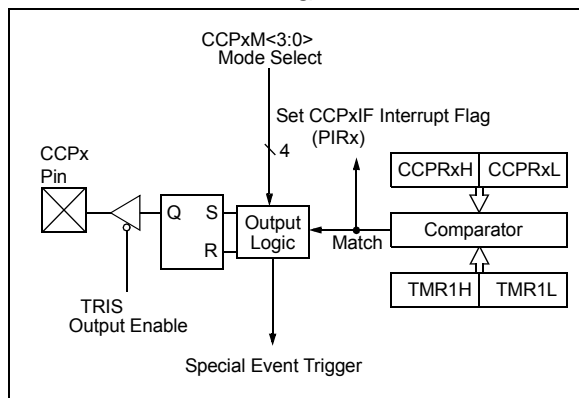 CCPxM<3:0>
Mode Select
Set CCPxIF Interrupt Flag
(PIRx)
4
CCPx
Pin
CCPRxH CCPRxL
Q S
R
Output
Logic
Match
Comparator
TRIS
Output Enable
TMR1H TMR1L
Special Event Trigger